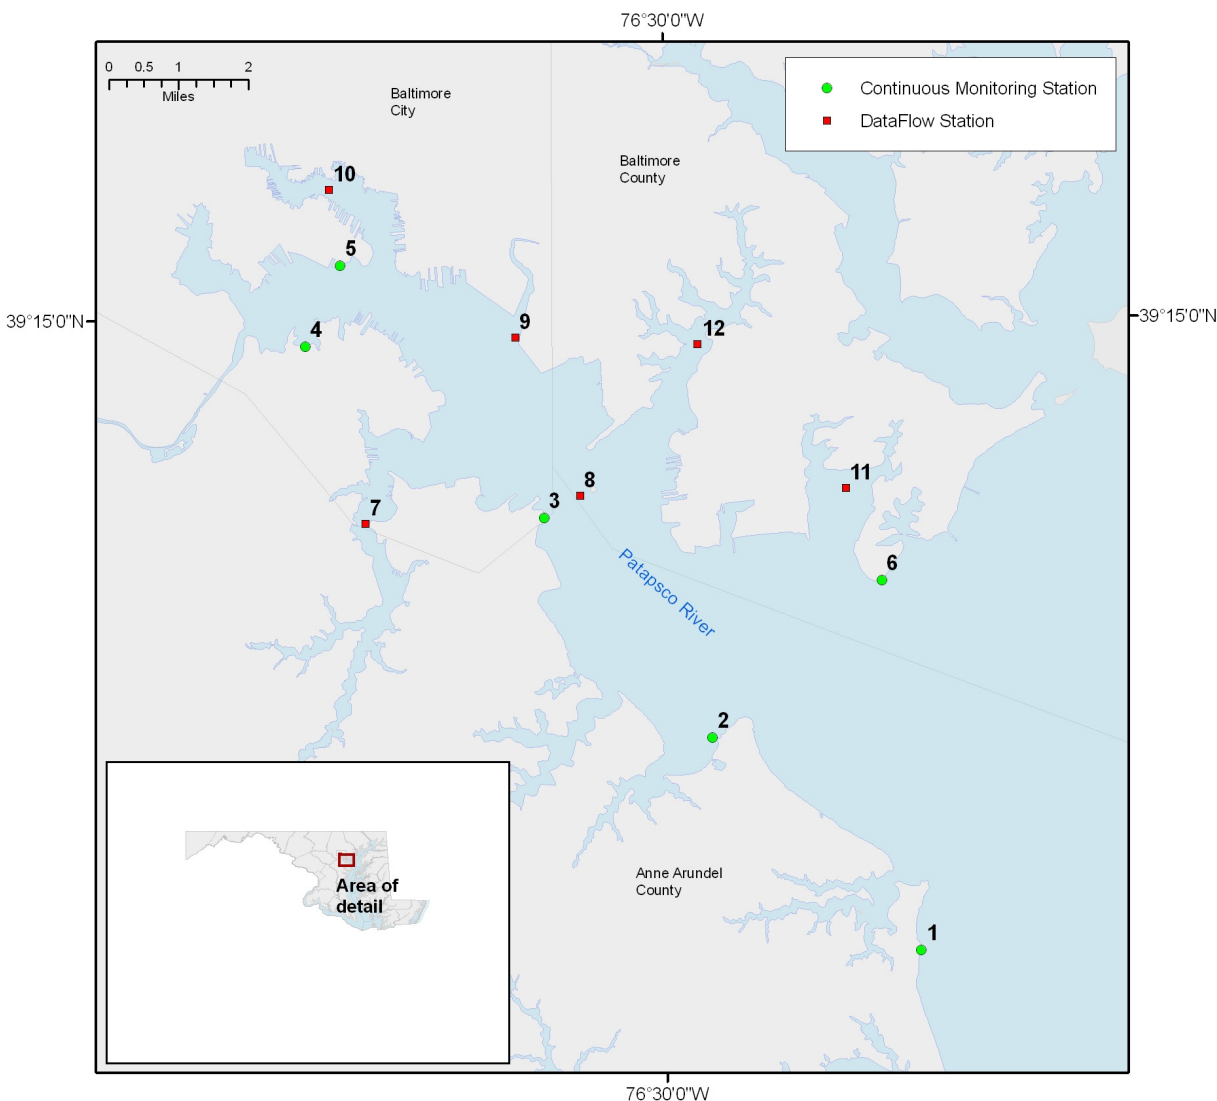 76°30'0"W
0 0.5 1 2
Miles
Baltimore
City
Continuous Monitoring Station
DataFlow Station
Baltimore
County
10
5
39°15'0"N
4
9
12
39°15'0"N
11
8
3
7
6
Patapsco River
2
Area of
detail
Anne Arundel
County
1
76°30'0"W